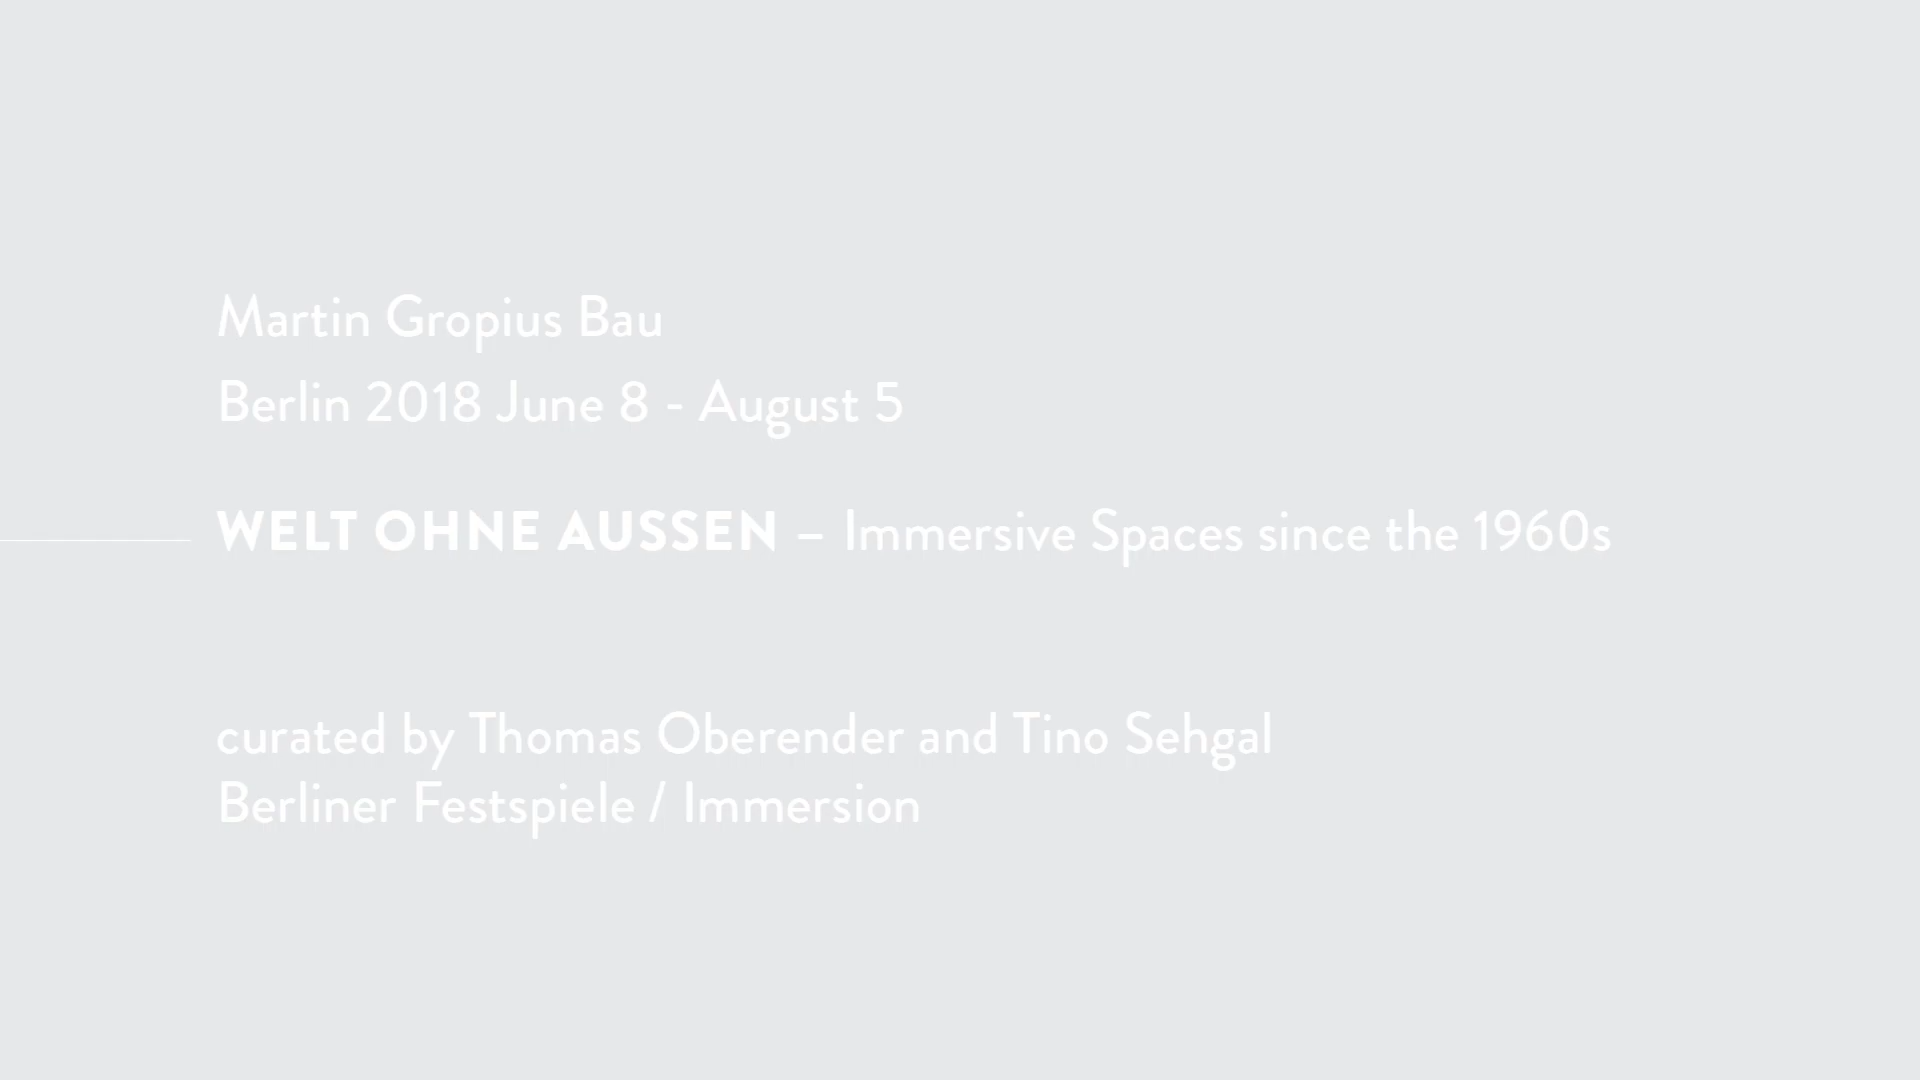 Martin Gropius Bau
Berlin 2018 June 8 - August 5
WELT OHNE AUSSEN – Immersive Spaces since the 1960s
curated by Thomas Oberender and Tino Sehgal
Berliner Festspiele / Immersion